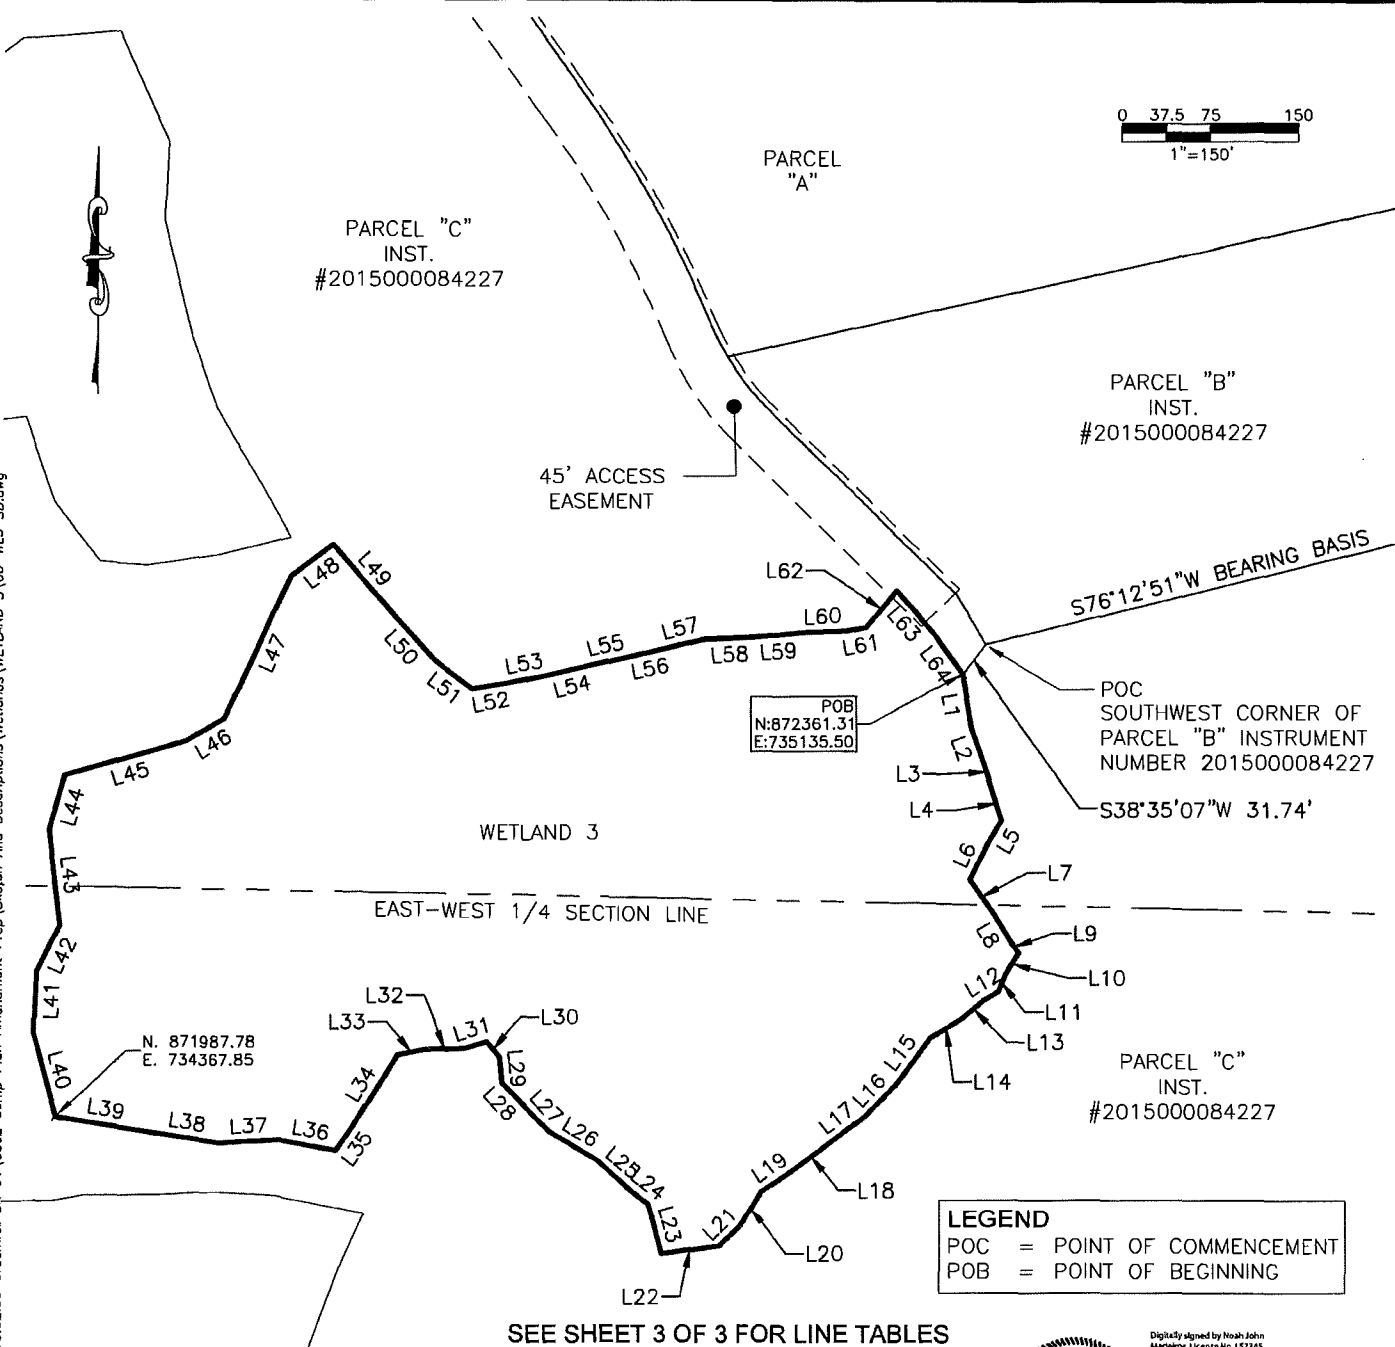 0 37.5 75 150
1"=150'
PARCEL
"A"
PARCEL "C"
INST.
#2015000084227
PARCEL "B"
INST.
#2015000084227
45' ACCESS
EASEMENT
S76°12'51"W BEARING BASIS
L62
L63
L64
L60
L61
L57
L58
L59
L55
L56
L53
L54
L52
L51
L50
L49
L48
L47
L46
L45
L44
L43
L42
L41
L40
POB
N:872361.31
E:735135.50
POC
SOUTHWEST CORNER OF
PARCEL "B" INSTRUMENT
NUMBER 2015000084227
S38°35'07"W 31.74'
L1
L2
L3
L4
L5
L6
L7
L8
L9
L10
L11
L12
L13
L14
L15
L16
L17
L18
L19
L20
L21
L22
L23
L24
L25
L26
L27
L28
L29
L30
L31
L32
L33
L34
L35
L36
L37
L38
L39
WETLAND 3
EAST-WEST 1/4 SECTION LINE
N. 871987.78
E. 734367.85
PARCEL "C"
INST.
#2015000084227
LEGEND
POC = POINT OF COMMENCEMENT
POB = POINT OF BEGINNING
SEE SHEET 3 OF 3 FOR LINE TABLES
Digitally signed by Noah John